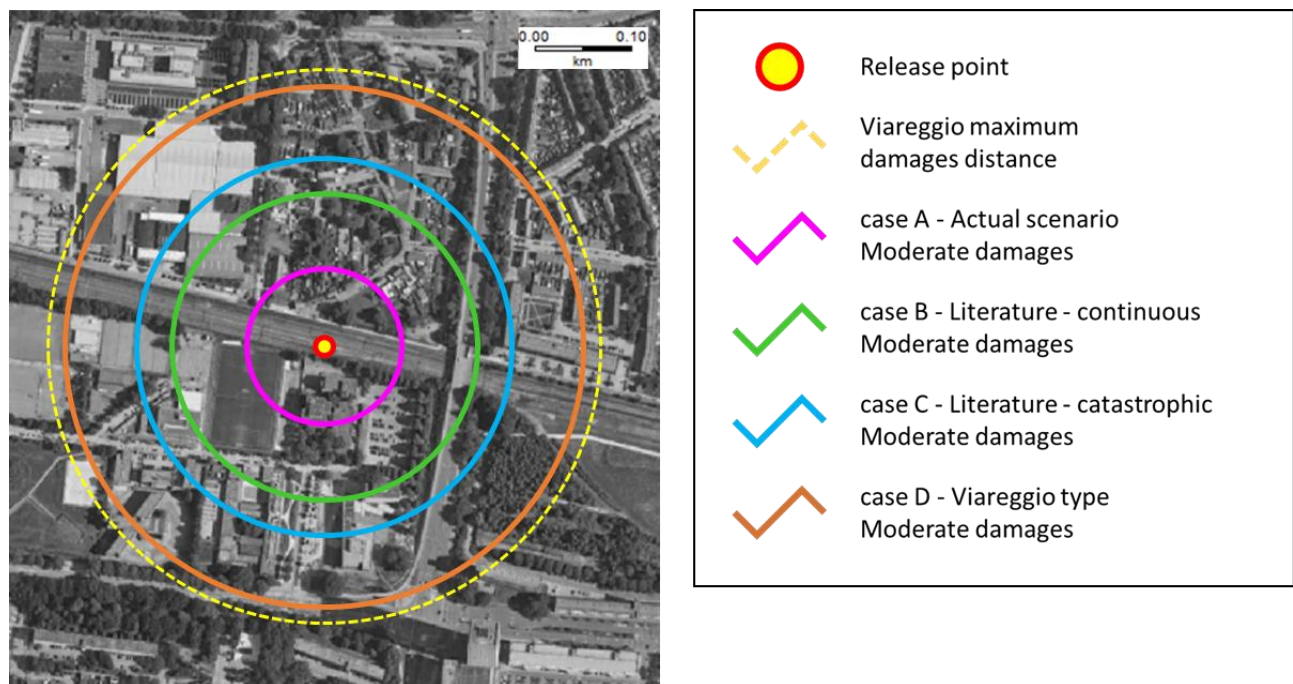 0.00 0.10
km
Release point
Viareggio maximum
damages distance
case A - Actual scenario
Moderate damages
case B - Literature - continuous
Moderate damages
case C - Literature - catastrophic
Moderate damages
case D - Viareggio type
Moderate damages